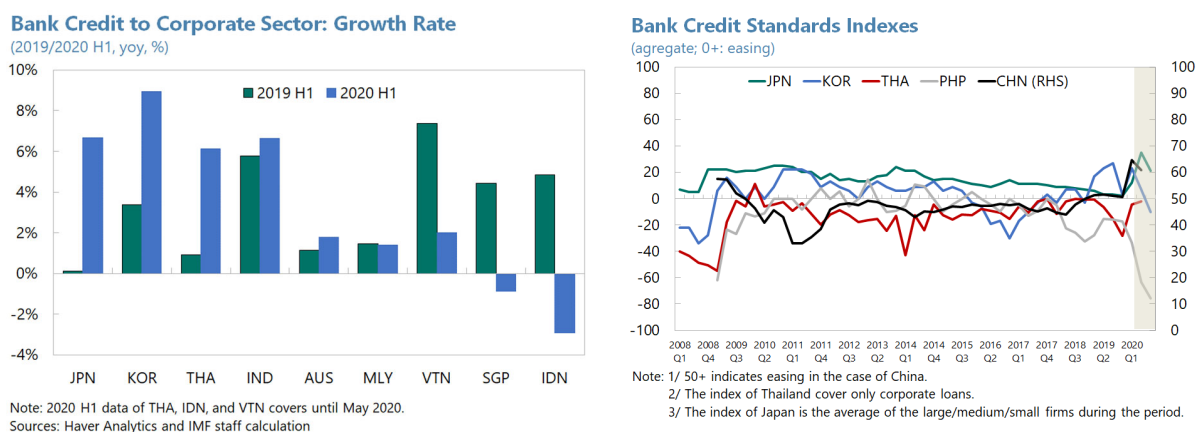 Bank Credit to Corporate Sector: Growth Rate
(2019/2020 H1, yoy, %)
10%
8%
6%
4%
2%
0%
-2%
-4%
2019 H1 2020 H1
JPN KOR THA IND AUS MLY VTN SGP IDN
Note: 2020 H1 data of THA, IDN, and VTN covers until May 2020.
Sources: Haver Analytics and IMF staff calculation
Bank Credit Standards Indexes
(agregate; 0+: easing)
100
80
60
40
20
0
-20
-40
-60
-80
-100
JPN KOR THA PHP CHN (RHS)
100
90
80
70
60
50
40
30
20
10
0
2008 2008 2009 2010 2011 2011 2012 2013 2014 2014 2015 2016 2017 2017 2018 2019 2020
Q1 Q4 Q3 Q2 Q1 Q4 Q3 Q2 Q1 Q4 Q3 Q2 Q1 Q4 Q3 Q2 Q1
Note: 1/ 50+ indicates easing in the case of China.
2/ The index of Thailand cover only corporate loans.
3/ The index of Japan is the average of the large/medium/small firms during the period.